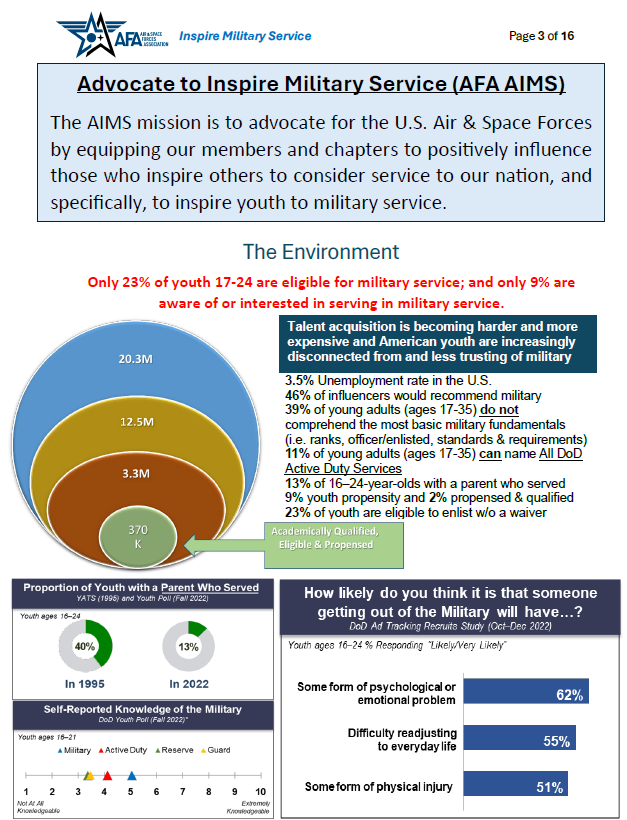 AFA AIR & SPACE
FORCES
ASSOCIATION
Inspire Military Service
Page 3 of 16
Advocate to Inspire Military Service (AFA AIMS)
The AIMS mission is to advocate for the U.S. Air & Space Forces
by equipping our members and chapters to positively influence
those who inspire others to consider service to our nation, and
specifically, to inspire youth to military service.
The Environment
Only 23% of youth 17-24 are eligible for military service; and only 9% are
aware of or interested in serving in military service.
20.3M
12.5M
3.3M
370
K
Academically Qualified,
Eligible & Propensed
Talent acquisition is becoming harder and more
expensive and American youth are increasingly
disconnected from and less trusting of military
3.5% Unemployment rate in the U.S.
46% of influencers would recommend military
39% of young adults (ages 17-35) do not
comprehend the most basic military fundamentals
(i.e. ranks, officer/enlisted, standards & requirements)
11% of young adults (ages 17-35) can name All DoD
Active Duty Services
13% of 16–24-year-olds with a parent who served
9% youth propensity and 2% propensed & qualified
23% of youth are eligible to enlist w/o a waiver
Proportion of Youth with a Parent Who Served
YATS (1995) and Youth Poll (Fall 2022)
Youth ages 16–24
40%
13%
In 1995
In 2022
Self-Reported Knowledge of the Military
DoD Youth Poll (Fall 2022)*
Youth ages 16–21
Military Active Duty Reserve Guard
1 2 3 4 5 6 7 8 9 10
Not At All
Knowledgeable
Extremely
Knowledgeable
How likely do you think it is that someone
getting out of the Military will have…?
DoD Ad Tracking Recruits Study (Oct–Dec 2022)
Youth ages 16–24 % Responding "Likely/Very Likely"
Some form of psychological or
emotional problem
62%
Difficulty readjusting
to everyday life
55%
Some form of physical injury
51%